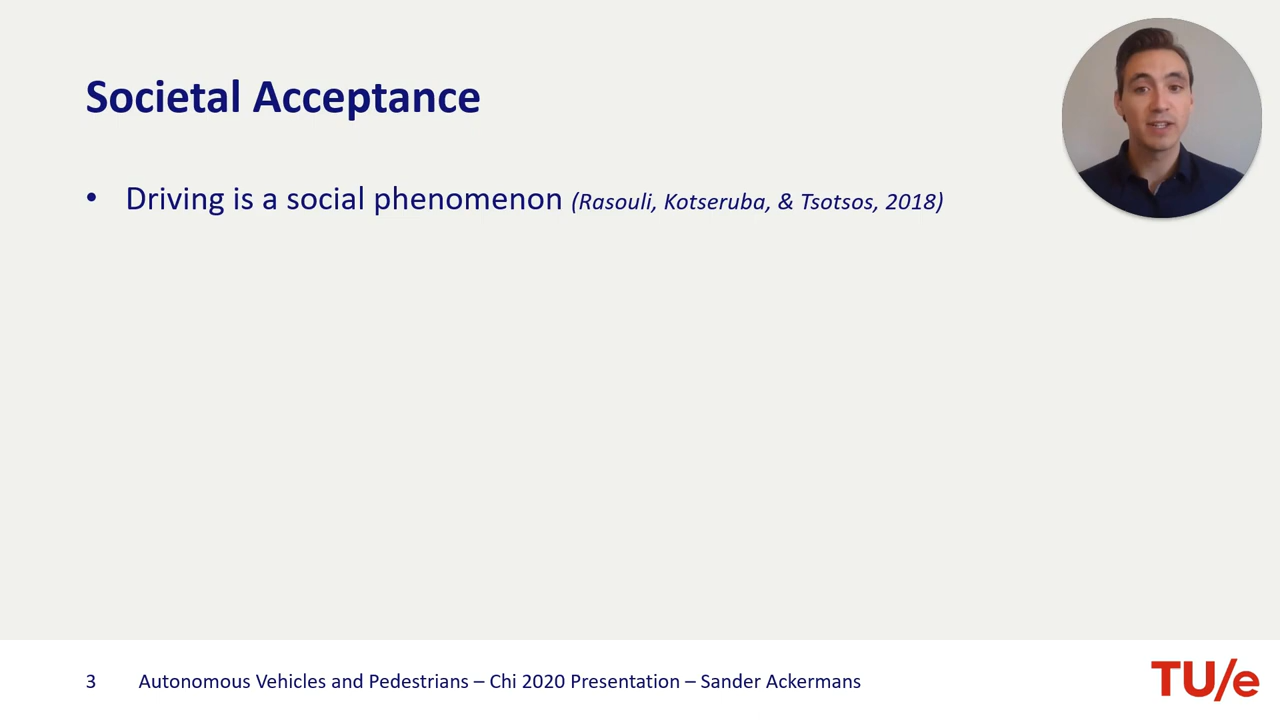 Societal Acceptance
• Driving is a social phenomenon (Rasouli, Kotseruba, & Tsotsos, 2018)
3 Autonomous Vehicles and Pedestrians – Chi 2020 Presentation – Sander Ackermans
TU/e